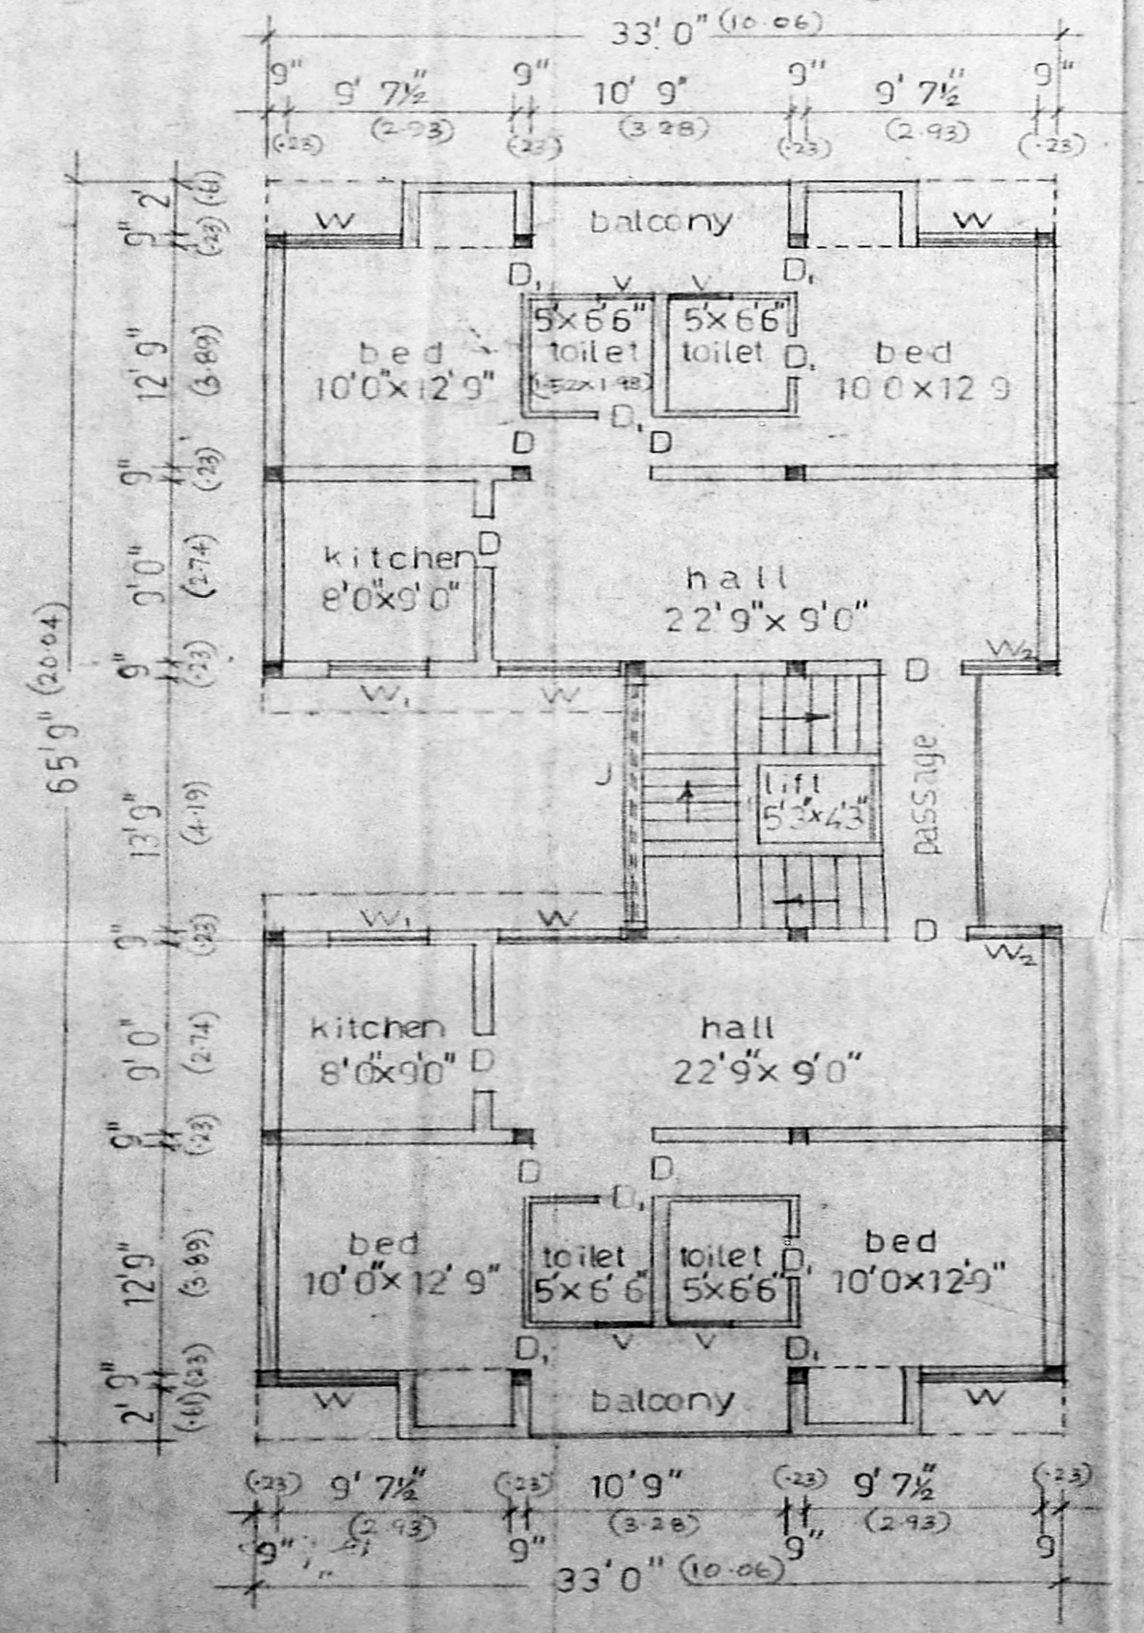 33'0" (10.06)
9" 9' 7½" 9" 10' 9" 9" 9' 7½" 9"
(.23) (2.93) (.23) (3.28) (.23) (2.93) (.23)
2' (.61)
9" (.23)
W balcony W
D₁ V V D₁
5'x6'6" 5'x6'6"
bed toilet toilet D₁ bed
10'0"x12'9" (1.52x1.98) 10 0x12 9
12'9" (3.89)
D₁
D D
9" (.23)
kitchen D
8'0"x9'0"
hall
22'9"x 9'0"
9'0" (2.74)
9" (.23)
W₁ W D W₂
65'9" (20.04)
13'9" (4.19)
J
lift
5'3"x4'3"
passage
9" (.23)
W₁ W D W₂
kitchen hall
8'0"x9'0" D 22'9"x 9'0"
9'0" (2.74)
9" (.23)
D D
D₁
bed toilet toilet D₁ bed
10'0"x12'9" 5'x6'6" 5'x6'6" 10'0x12'9"
12'9" (3.89)
D₁ V V D₁
9" (.23)
W balcony W
2' (.61)
(.23) 9' 7½" (.23) 10'9" (.23) 9' 7½" (.23)
(2.93) (3.28) (2.93)
9" 9" 9" 9
33'0" (10.06)